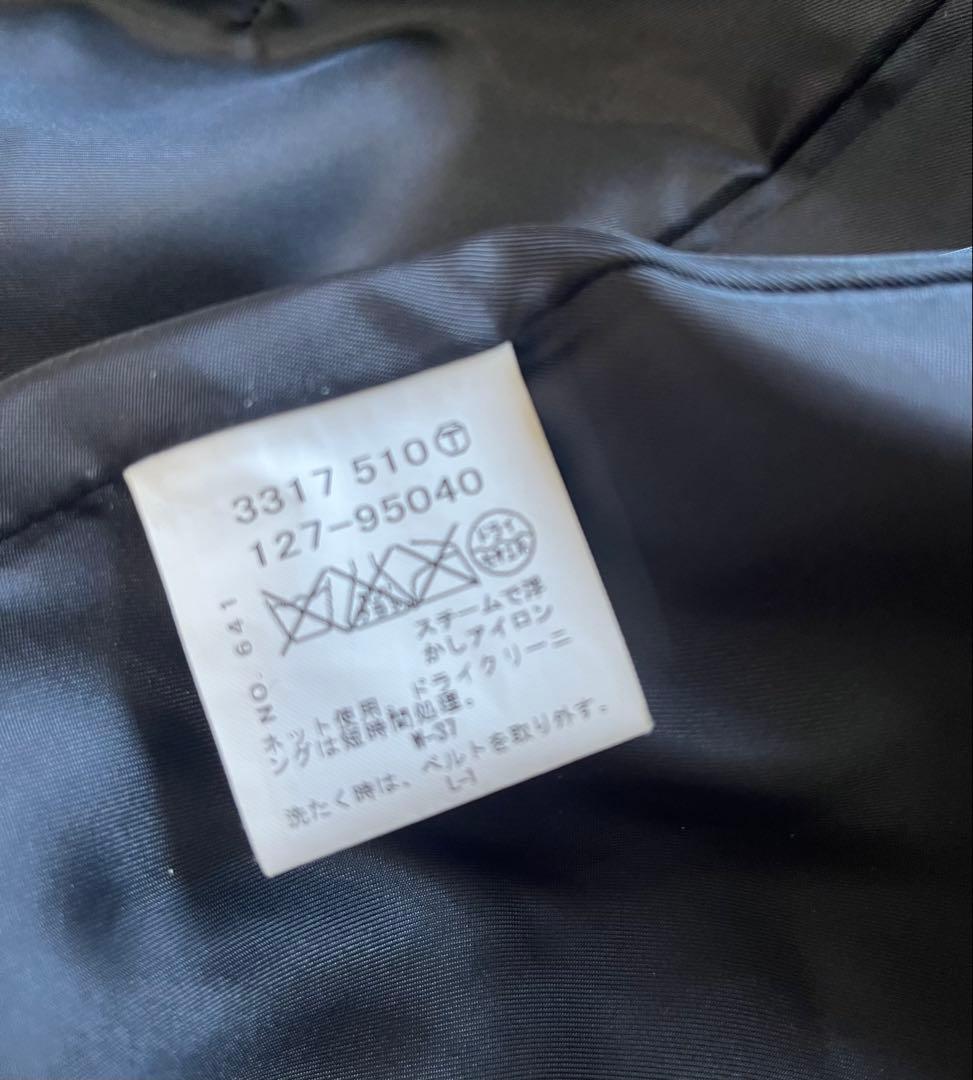 3317 510Ⓣ
127-95040
ドライ
セキユ系
NO. 641
スチームで浮
かしアイロン
ネット使用。ドライクリーニ
ングは短時間処理。
W-37
洗たく時は、ベルトを取り外す。
L-1